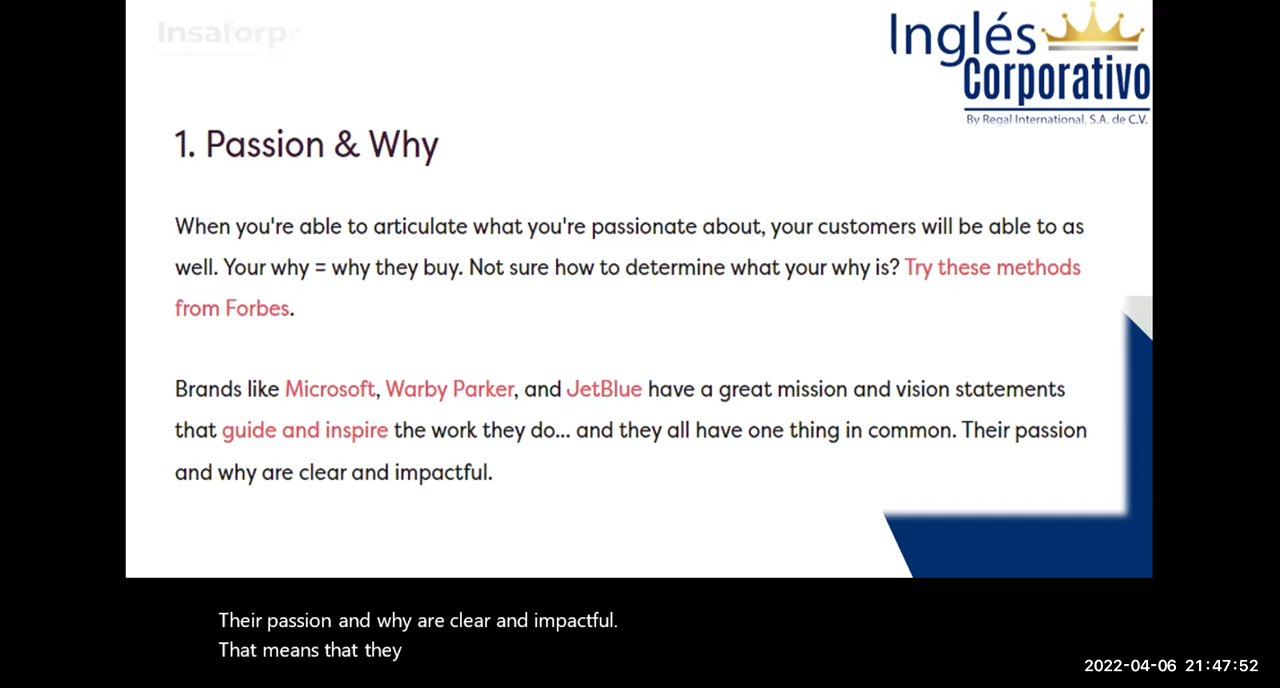 Insaforp
Inglés
Corporativo
By Regal International, S.A. de C.V.
1. Passion & Why
When you're able to articulate what you're passionate about, your customers will be able to as
well. Your why = why they buy. Not sure how to determine what your why is? Try these methods
from Forbes.
Brands like Microsoft, Warby Parker, and JetBlue have a great mission and vision statements
that guide and inspire the work they do... and they all have one thing in common. Their passion
and why are clear and impactful.
Their passion and why are clear and impactful.
That means that they
2022-04-06 21:47:52